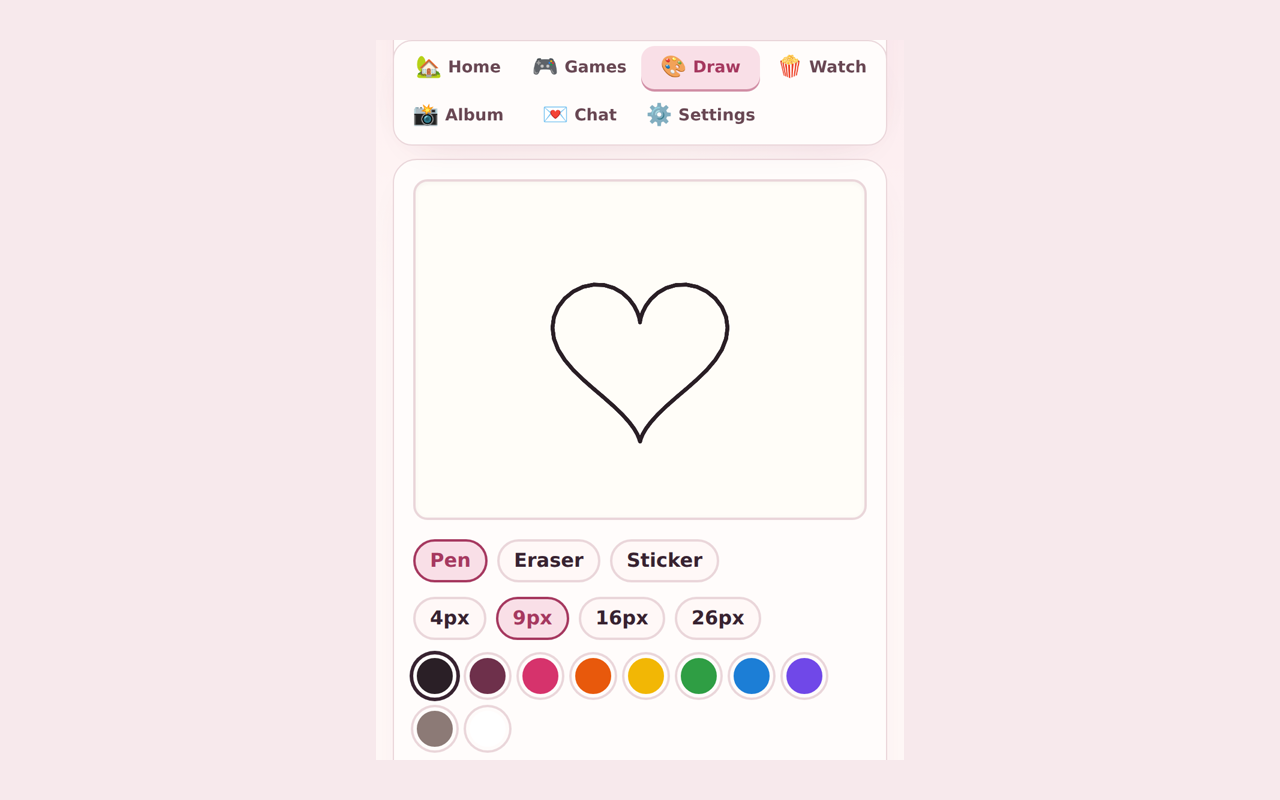 Home Games Draw Watch
Album Chat Settings
Pen Eraser Sticker
4px 9px 16px 26px